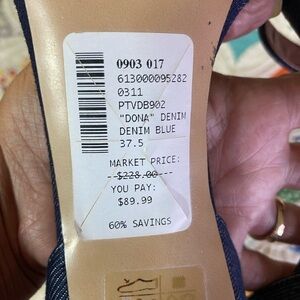 0903 017
613000095282
0311
PTVDB902
"DONA" DENIM
DENIM BLUE
37.5
MARKET PRICE:
$228.00
YOU PAY:
$89.99
60% SAVINGS